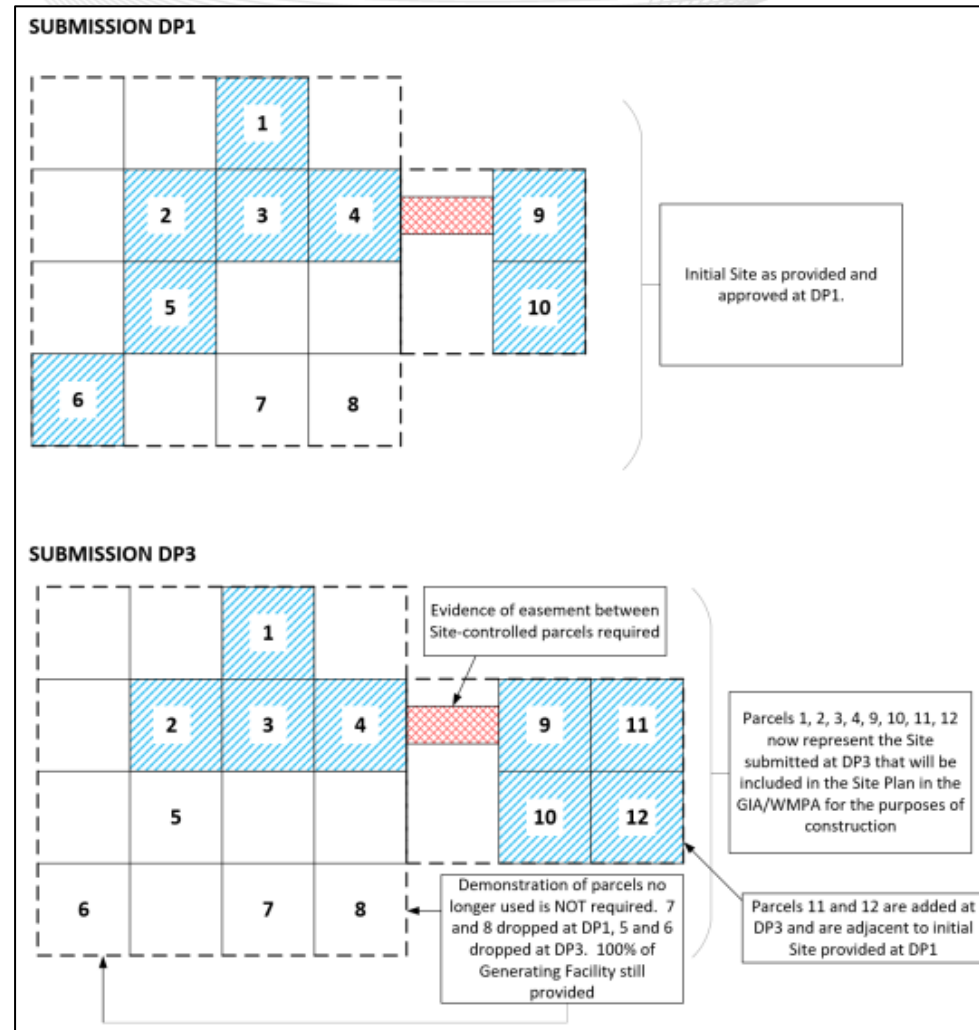 SUBMISSION DP1
1
2 3 4 9
5 10
6 7 8
Initial Site as provided and
approved at DP1.
SUBMISSION DP3
Evidence of easement between
Site-controlled parcels required
1
2 3 4 9 11
5 10 12
6 7 8
Parcels 1, 2, 3, 4, 9, 10, 11, 12
now represent the Site
submitted at DP3 that will be
included in the Site Plan in the
GIA/WMPA for the purposes of
construction
Demonstration of parcels no
longer used is NOT required. 7
and 8 dropped at DP1, 5 and 6
dropped at DP3. 100% of
Generating Facility still
provided
Parcels 11 and 12 are added at
DP3 and are adjacent to initial
Site provided at DP1